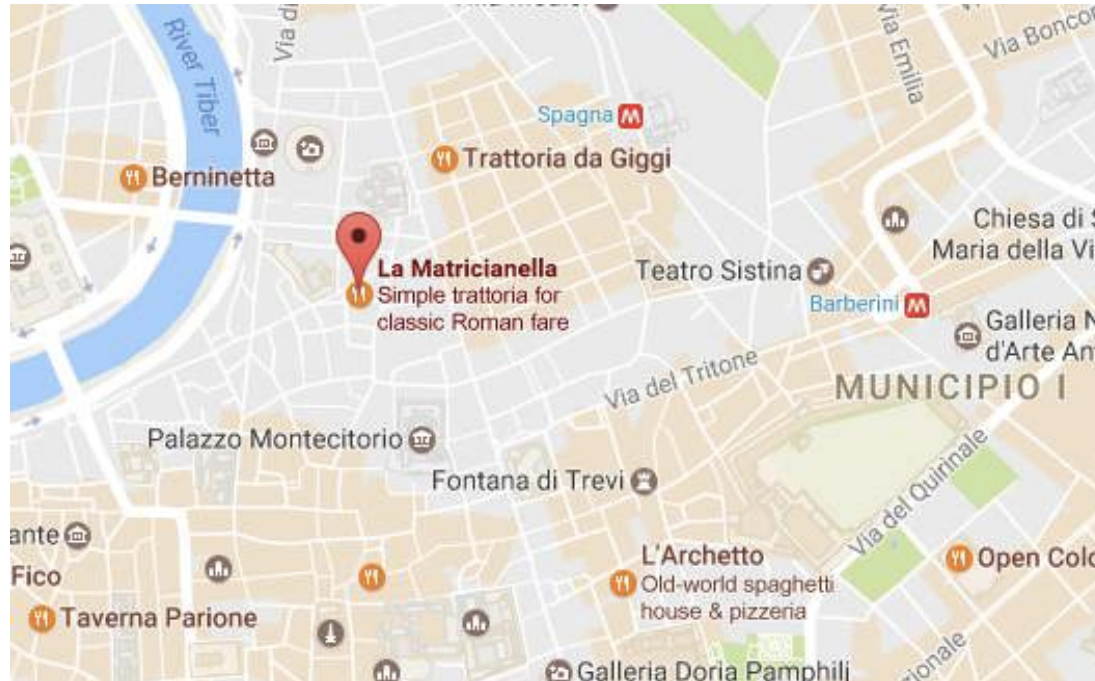 River Tiber
Via di
Via Emilia
Via Bonco
Spagna
Trattoria da Giggi
Berninetta
La Matricianella
Simple trattoria for
classic Roman fare
Teatro Sistina
Chiesa di S
Maria della Vi
Barberini
Galleria N
d'Arte An
Via del Tritone
MUNICIPIO I
Palazzo Montecitorio
Fontana di Trevi
Via del Quirinale
ante
Fico
L'Archetto
Old-world spaghetti
house & pizzeria
Open Colo
Taverna Parione
Galleria Doria Pamphilj
zionale